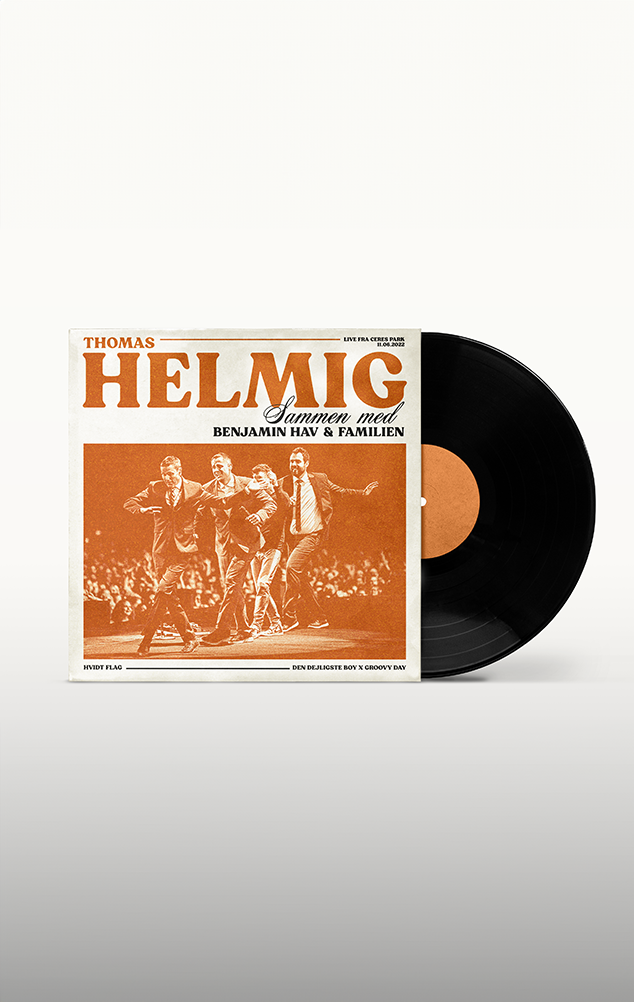 THOMAS
LIVE FRA CERES PARK
11.06.2022
HELMIG
Sammen med
BENJAMIN HAV & FAMILIEN
HVIDT FLAG
DEN DEJLIGSTE BOY X GROOVY DAY